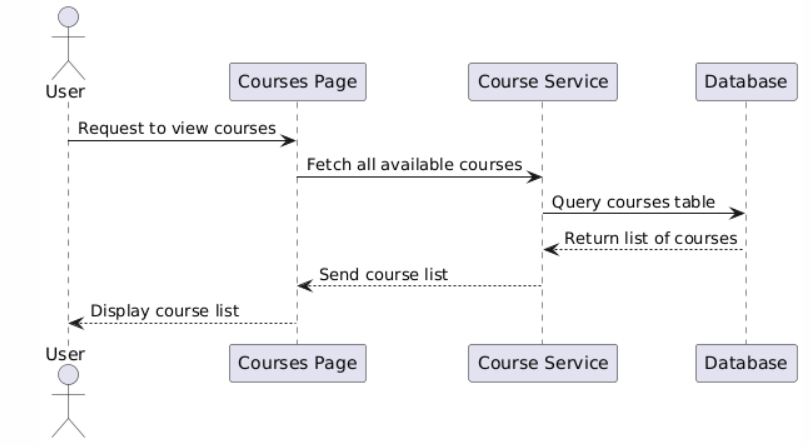 User
Courses Page
Course Service
Database
Request to view courses
Fetch all available courses
Query courses table
Return list of courses
Send course list
Display course list
User
Courses Page
Course Service
Database